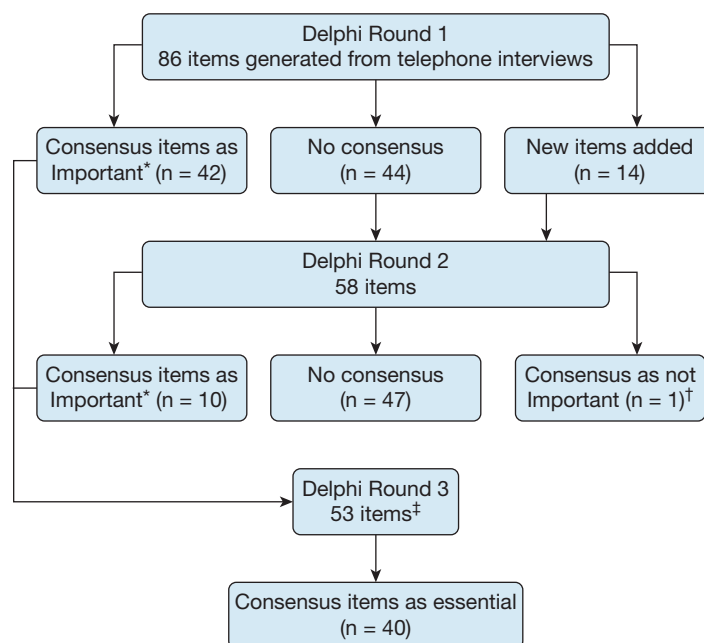 Delphi Round 1
86 items generated from telephone interviews
Consensus items as
Important* (n = 42)
No consensus
(n = 44)
New items added
(n = 14)
Delphi Round 2
58 items
Consensus items as
Important* (n = 10)
No consensus
(n = 47)
Consensus as not
Important (n = 1)†
Delphi Round 3
53 items‡
Consensus items as essential
(n = 40)